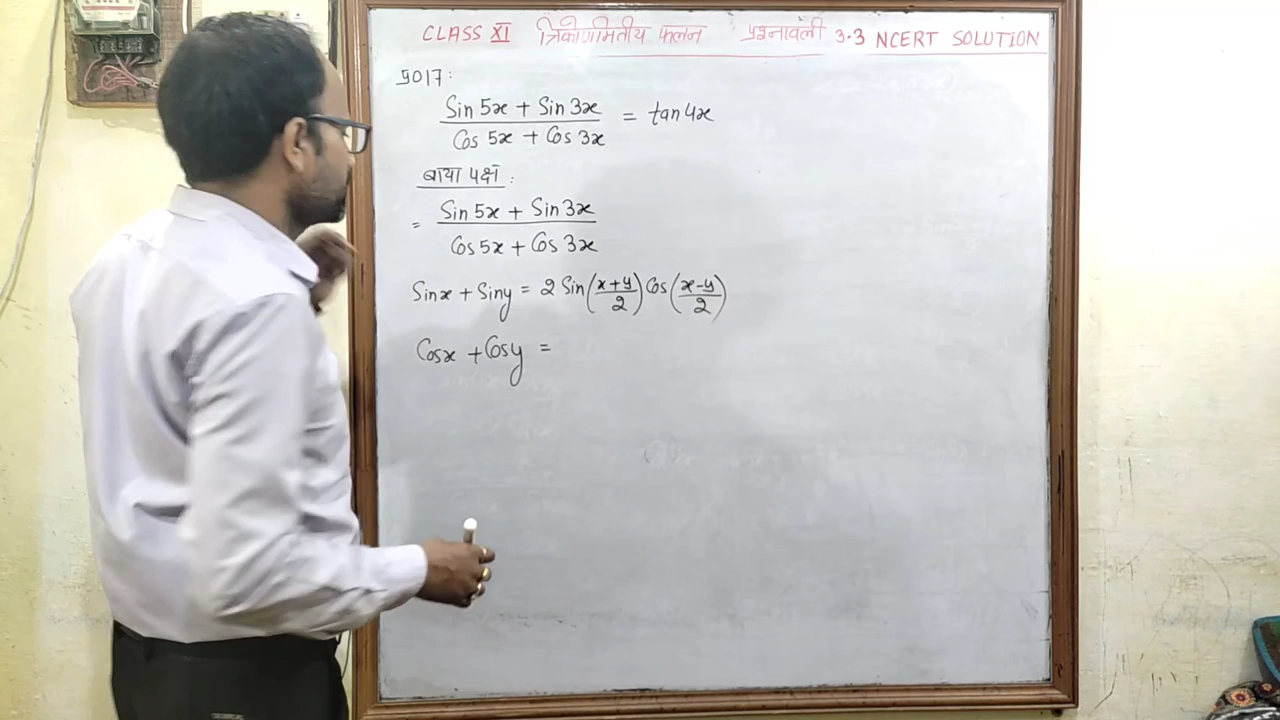 CLASS XI त्रिकोणमितीय फलन प्रश्नावली 3.3 NCERT SOLUTION
प्र017:
Sin 5x + Sin 3x / Cos 5x + Cos 3x = tan 4x
बाया पक्ष :
= Sin 5x + Sin 3x / Cos 5x + Cos 3x
Sinx + Siny = 2 Sin(x+y/2) Cos(x-y/2)
Cosx + Cosy =